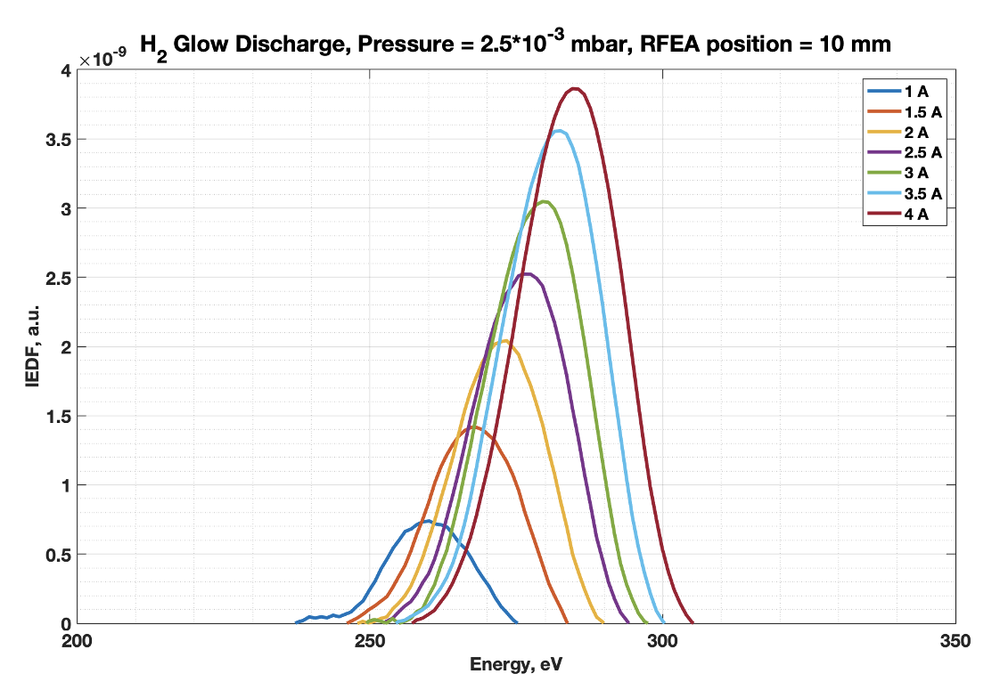 H2 Glow Discharge, Pressure = 2.5*10-3 mbar, RFEA position = 10 mm
×10-9
4
3.5
3
2.5
2
1.5
1
0.5
0
IEDF, a.u.
1 A
1.5 A
2 A
2.5 A
3 A
3.5 A
4 A
200
250
300
350
Energy, eV